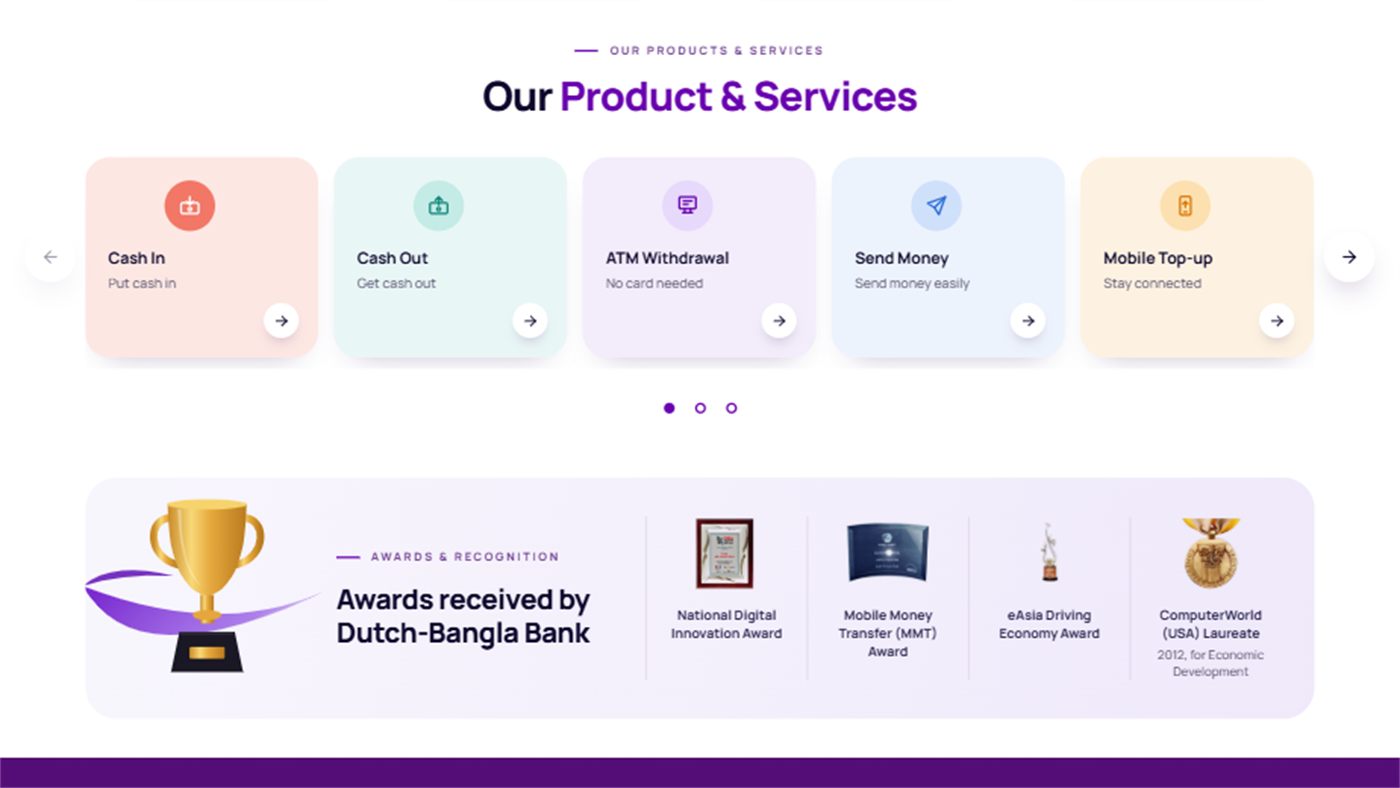 OUR PRODUCTS & SERVICES
Our Product & Services
Cash In
Put cash in
Cash Out
Get cash out
ATM Withdrawal
No card needed
Send Money
Send money easily
Mobile Top-up
Stay connected
AWARDS & RECOGNITION
Awards received by
Dutch-Bangla Bank
National Digital
Innovation Award
Mobile Money
Transfer (MMT)
Award
eAsia Driving
Economy Award
ComputerWorld
(USA) Laureate
2012, for Economic
Development